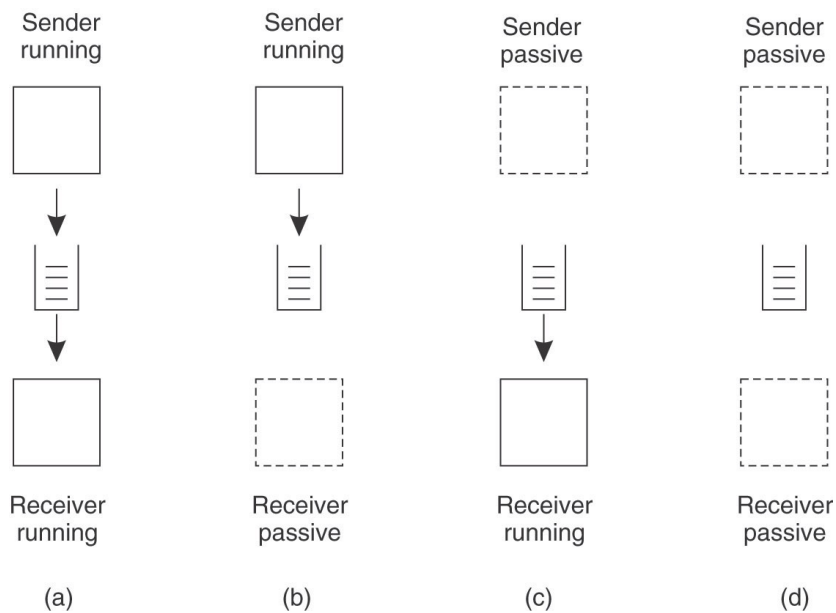 Sender
running
Sender
running
Sender
passive
Sender
passive
Receiver
running
Receiver
passive
Receiver
running
Receiver
passive
(a)
(b)
(c)
(d)